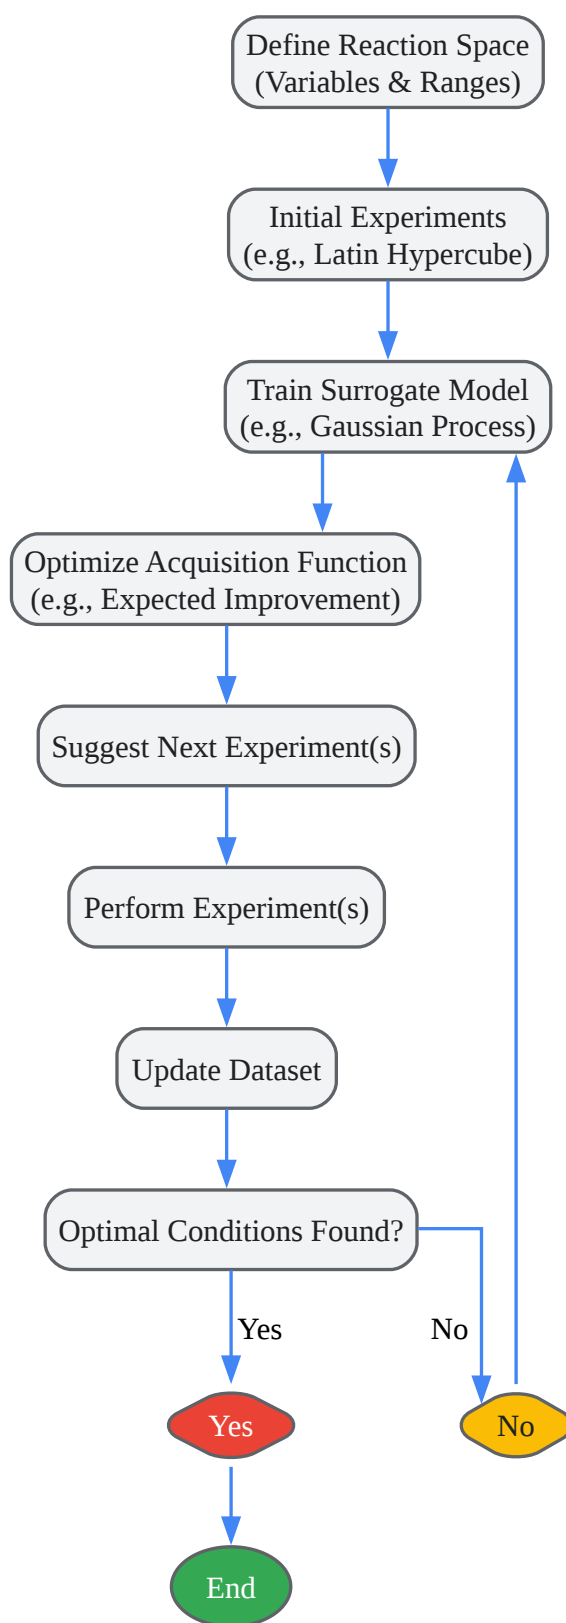 Define Reaction Space
(Variables & Ranges)
Initial Experiments
(e.g., Latin Hypercube)
Train Surrogate Model
(e.g., Gaussian Process)
Optimize Acquisition Function
(e.g., Expected Improvement)
Suggest Next Experiment(s)
Perform Experiment(s)
Update Dataset
Optimal Conditions Found?
Yes
No
Yes
No
End